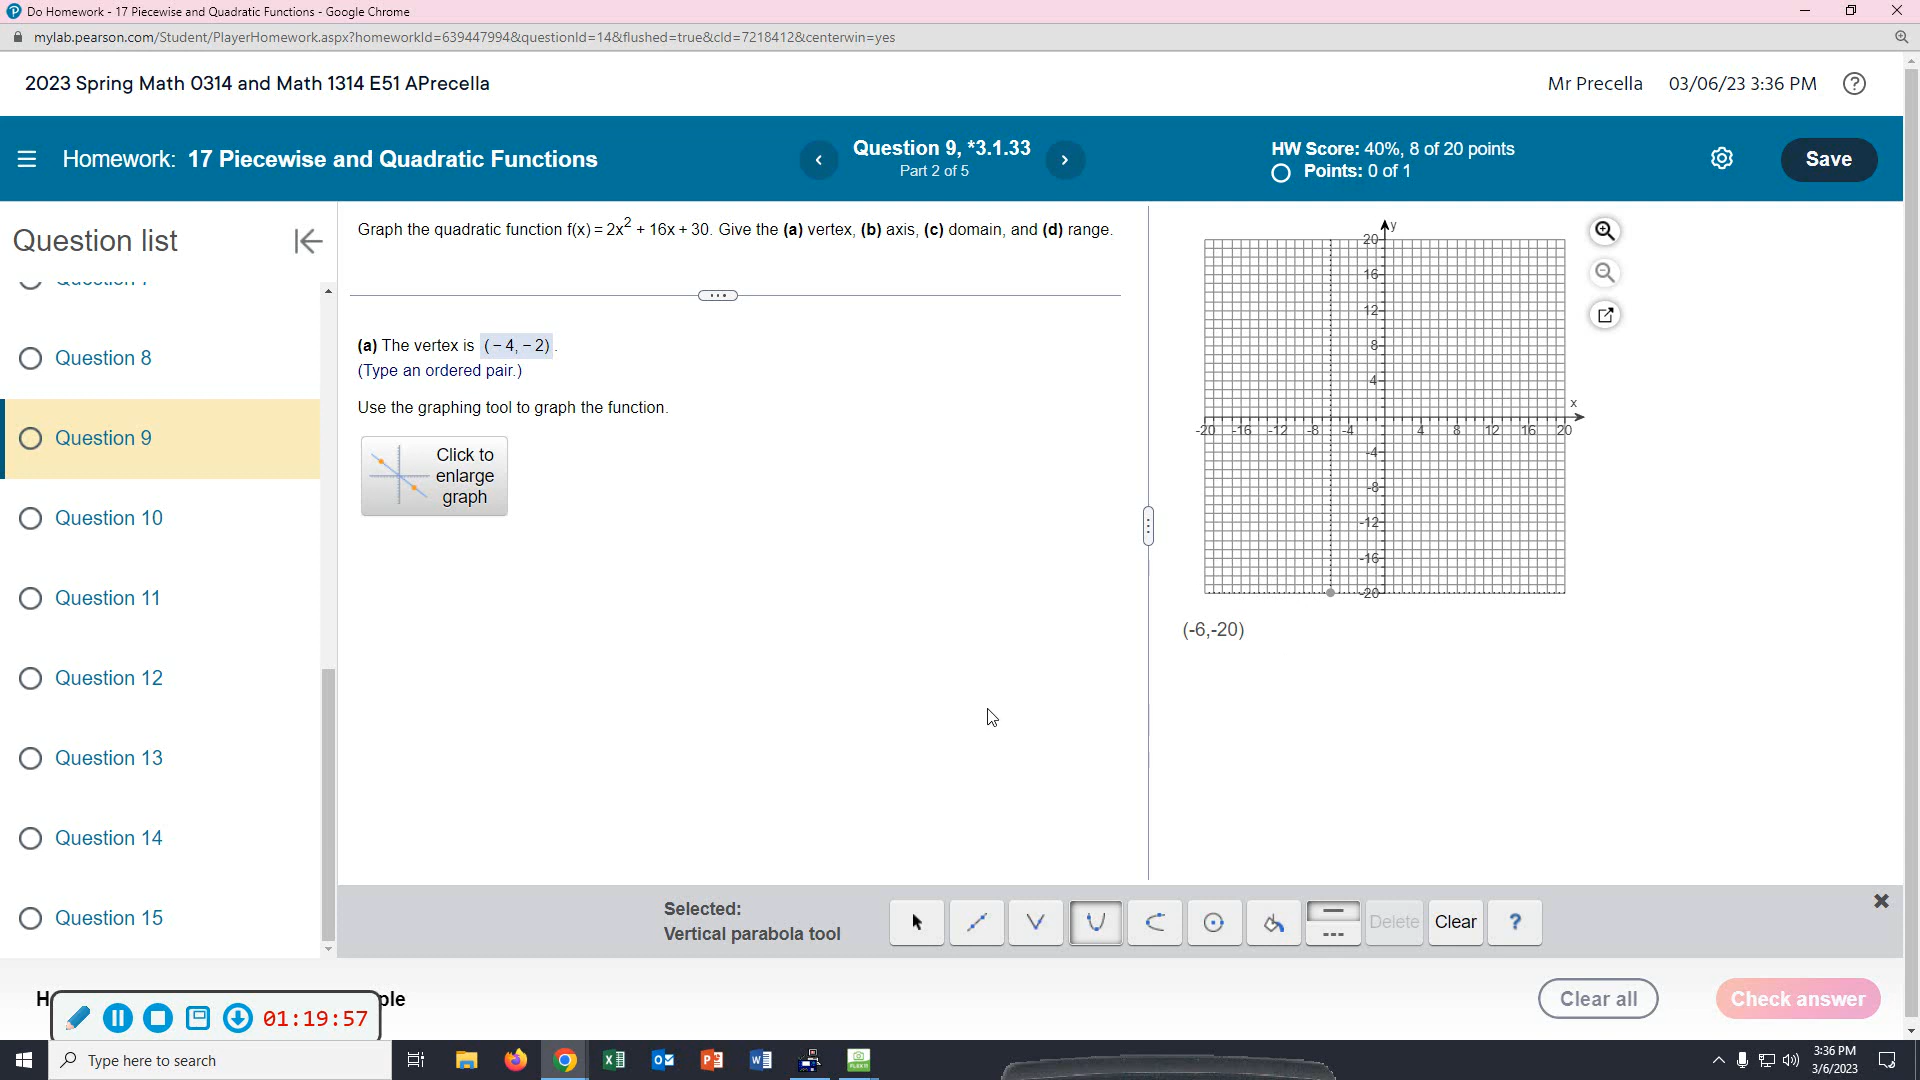 Do Homework - 17 Piecewise and Quadratic Functions - Google Chrome
mylab.pearson.com/Student/PlayerHomework.aspx?homeworkId=639447994&questionId=14&flushed=true&cId=7218412&centerwin=yes
2023 Spring Math 0314 and Math 1314 E51 APrecella
Mr Precella 03/06/23 3:36 PM ?
Homework: 17 Piecewise and Quadratic Functions
Question 9, *3.1.33
Part 2 of 5
HW Score: 40%, 8 of 20 points
Points: 0 of 1
Save
Question list
Question 8
Question 9
Question 10
Question 11
Question 12
Question 13
Question 14
Question 15
Graph the quadratic function f(x) = 2x² + 16x + 30. Give the (a) vertex, (b) axis, (c) domain, and (d) range.
(a) The vertex is (−4, −2).
(Type an ordered pair.)
Use the graphing tool to graph the function.
Click to
enlarge
graph
y
20
16
12
8
4
x
-20 -16 -12 -8 -4 4 8 12 16 20
-4
-8
-12
-16
-20
(-6,-20)
Selected:
Vertical parabola tool
Delete
Clear
?
H
ple
Clear all
Check answer
01:19:57
Type here to search
3:36 PM
3/6/2023